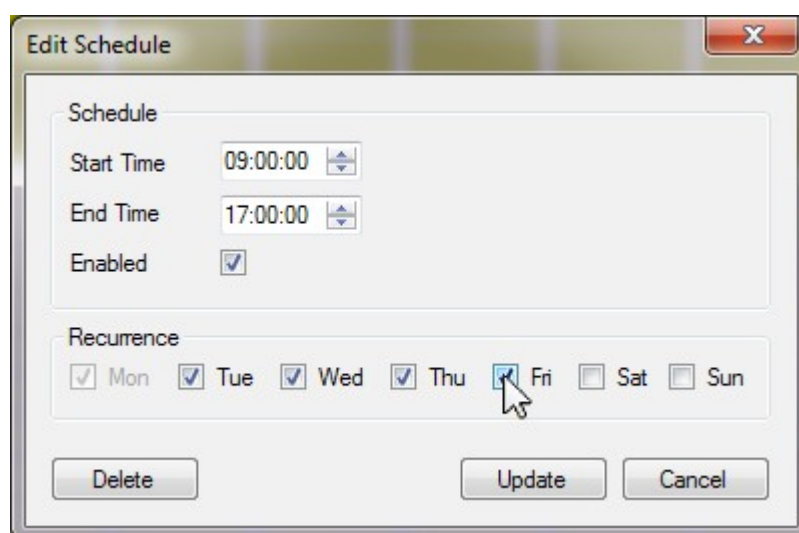 Edit Schedule
Schedule
Start Time 09:00:00
End Time 17:00:00
Enabled
Recurrence
Mon Tue Wed Thu Fri Sat Sun
Delete Update Cancel